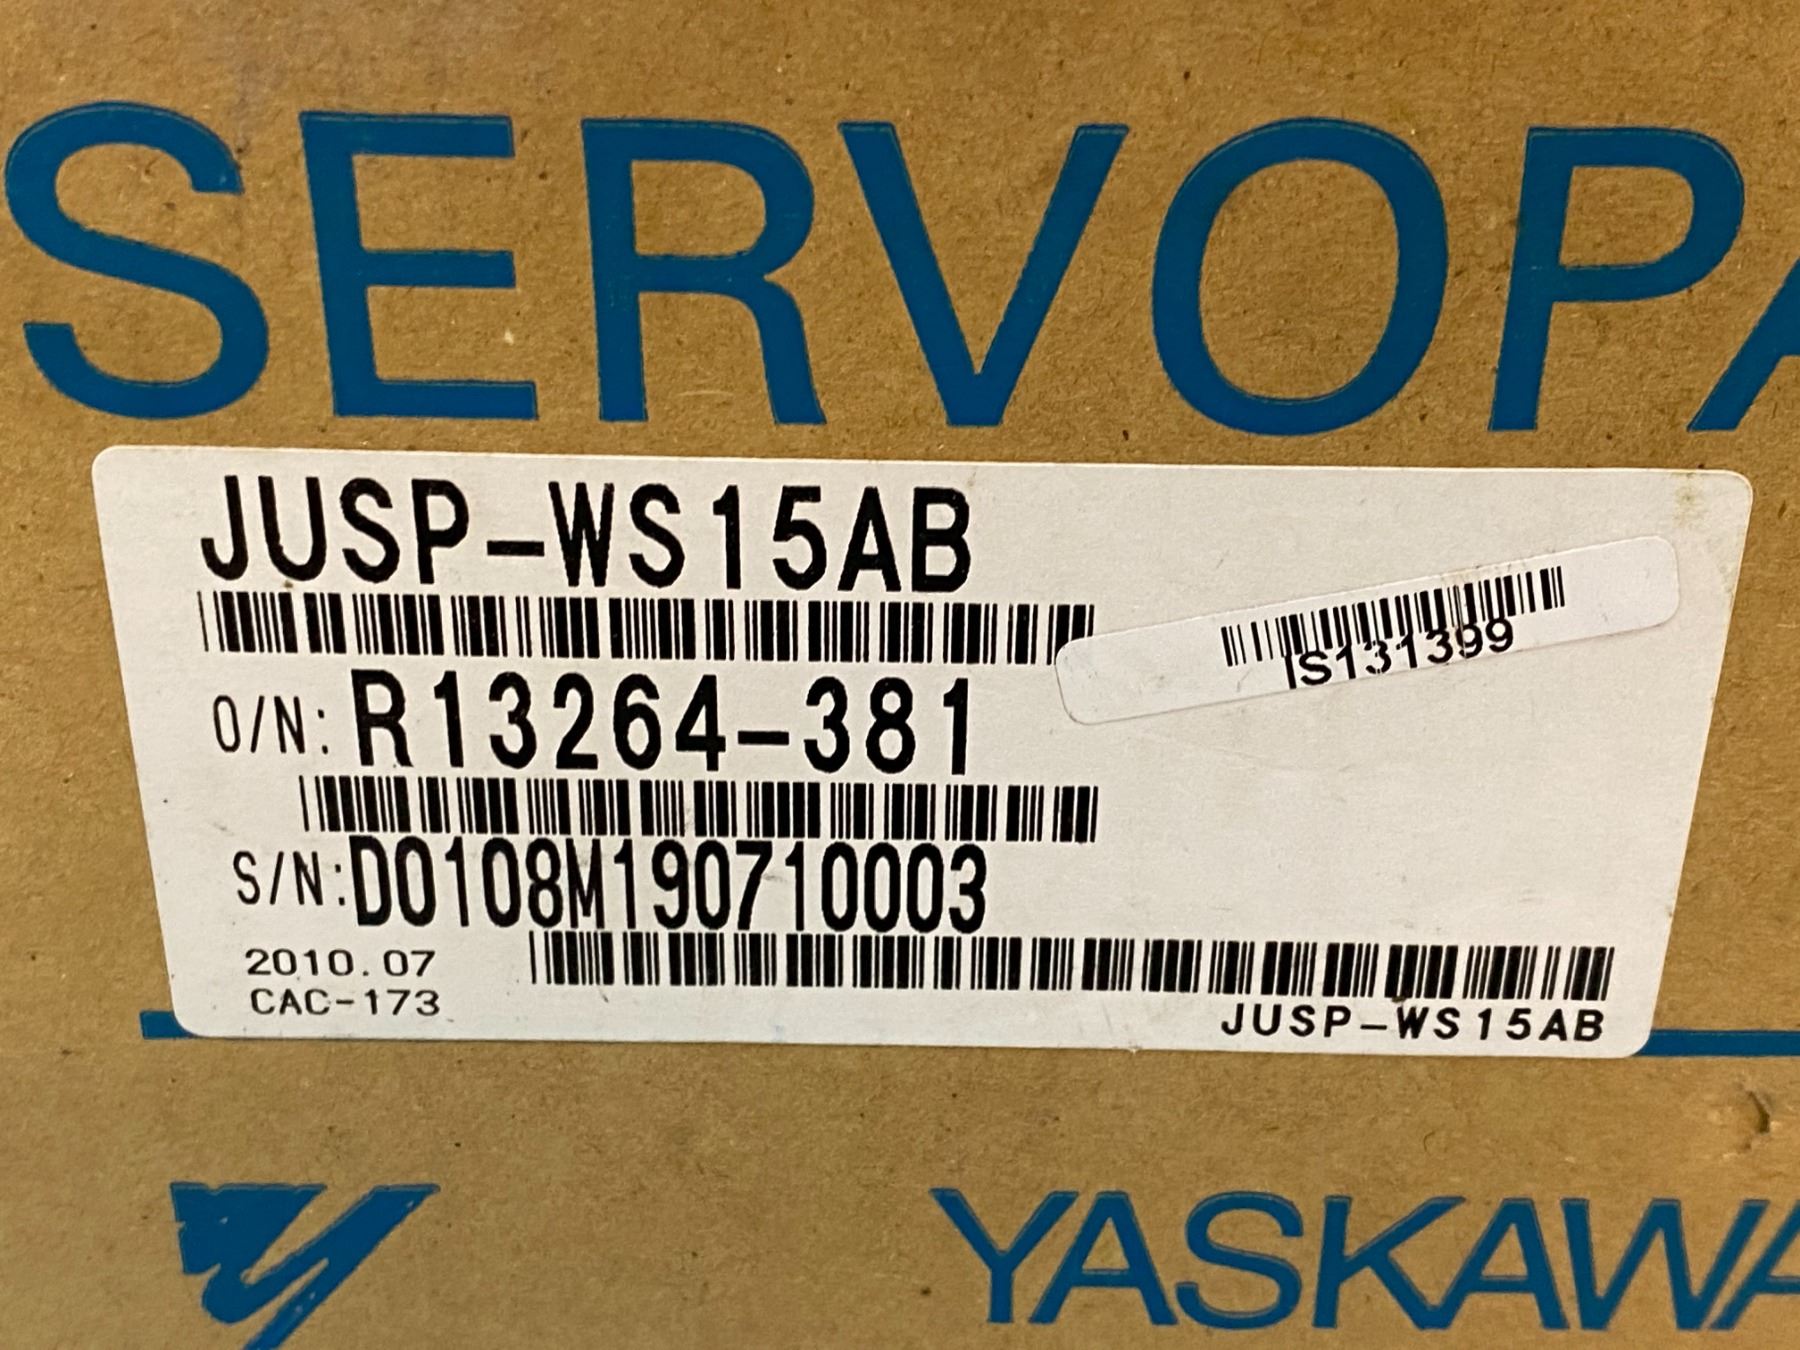 SERVOPA
JUSP-WS15AB
IS131399
O/N: R13264-381
S/N: D0108M190710003
2010.07
CAC-173
JUSP-WS15AB
YASKAWA